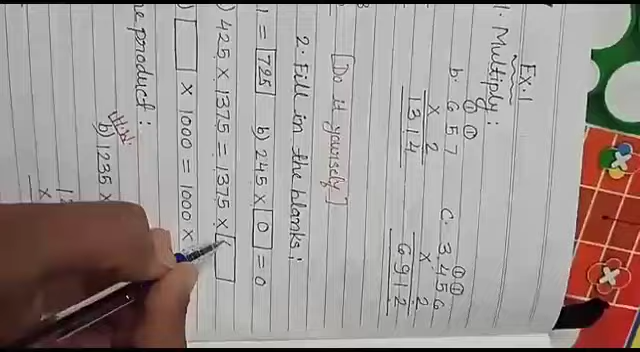 Ex.1
1. Multiply:
b. 657 c. 3456
x 2 x 2
1314 6912
[Do it yourself]
2. Fill in the blanks:
1 = 725 b) 245 x 0 = 0
) 425 x 1375 = 1375 x
) x 1000 = 1000 x
he product:
H.W.
b) 1235 x